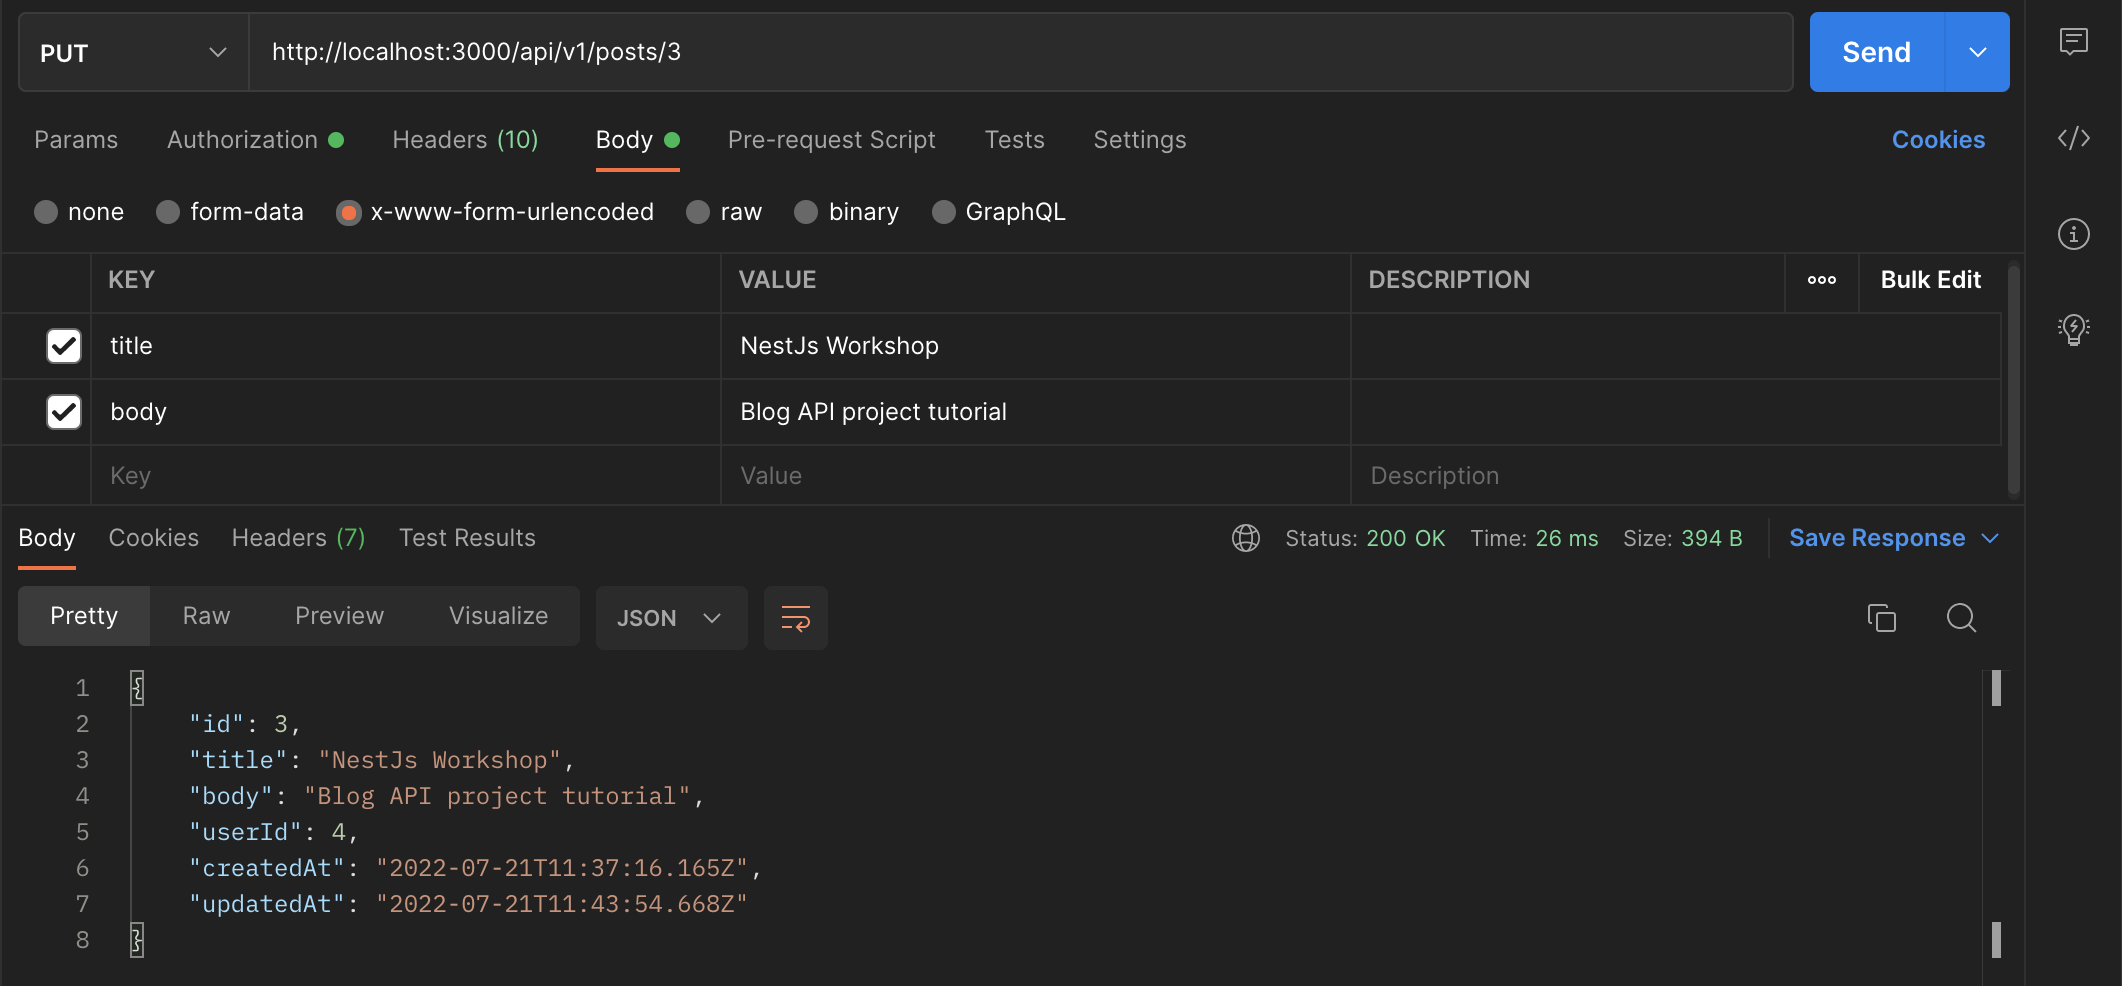 PUT http://localhost:3000/api/v1/posts/3 Send
Params Authorization Headers (10) Body Pre-request Script Tests Settings Cookies
none form-data x-www-form-urlencoded raw binary GraphQL
KEY VALUE DESCRIPTION ooo Bulk Edit
title NestJs Workshop
body Blog API project tutorial
Key Value Description
Body Cookies Headers (7) Test Results Status: 200 OK Time: 26 ms Size: 394 B Save Response
Pretty Raw Preview Visualize JSON
1 {
2 "id": 3,
3 "title": "NestJs Workshop",
4 "body": "Blog API project tutorial",
5 "userId": 4,
6 "createdAt": "2022-07-21T11:37:16.165Z",
7 "updatedAt": "2022-07-21T11:43:54.668Z"
8 }